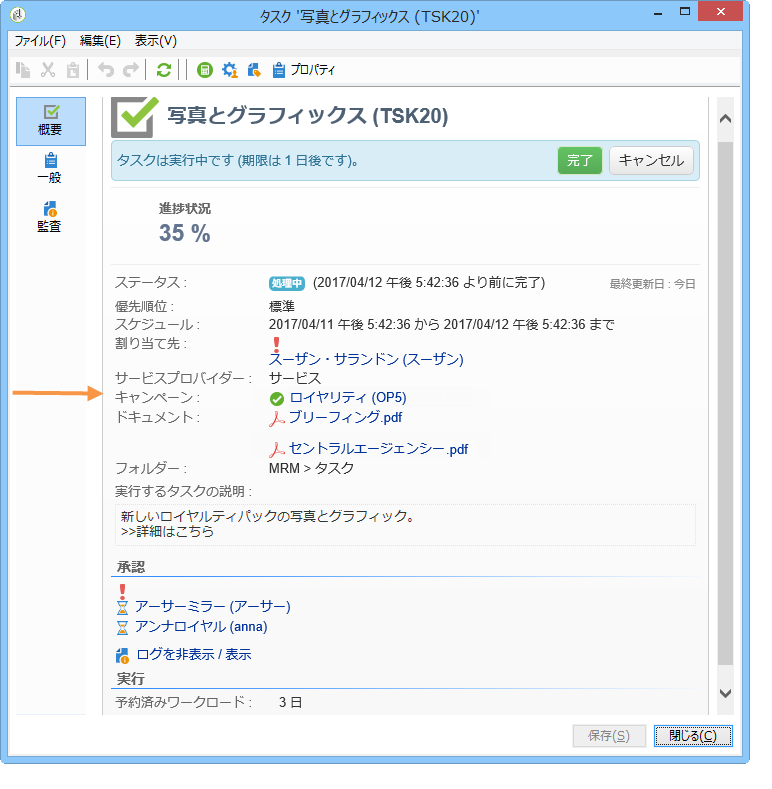 タスク '写真とグラフィックス (TSK20)'
ファイル(F) 編集(E) 表示(V)
プロパティ
概要
一般
監査
写真とグラフィックス (TSK20)
タスクは実行中です (期限は 1 日後です)。 完了 キャンセル
進捗状況
35 %
ステータス : 処理中 (2017/04/12 午後 5:42:36 より前に完了) 最終更新日 : 今日
優先順位 : 標準
スケジュール : 2017/04/11 午後 5:42:36 から 2017/04/12 午後 5:42:36 まで
割り当て先 :
スーザン・サランドン (スーザン)
サービスプロバイダー : サービス
キャンペーン : ロイヤリティ (OP5)
ドキュメント : ブリーフィング.pdf
セントラルエージェンシー.pdf
フォルダー : MRM > タスク
実行するタスクの説明 :
新しいロイヤルティパックの写真とグラフィック。
>>詳細はこちら
承認
アーサーミラー (アーサー)
アンナロイヤル (anna)
ログを非表示 / 表示
実行
予約済みワークロード : 3 日
保存(S) 閉じる(C)